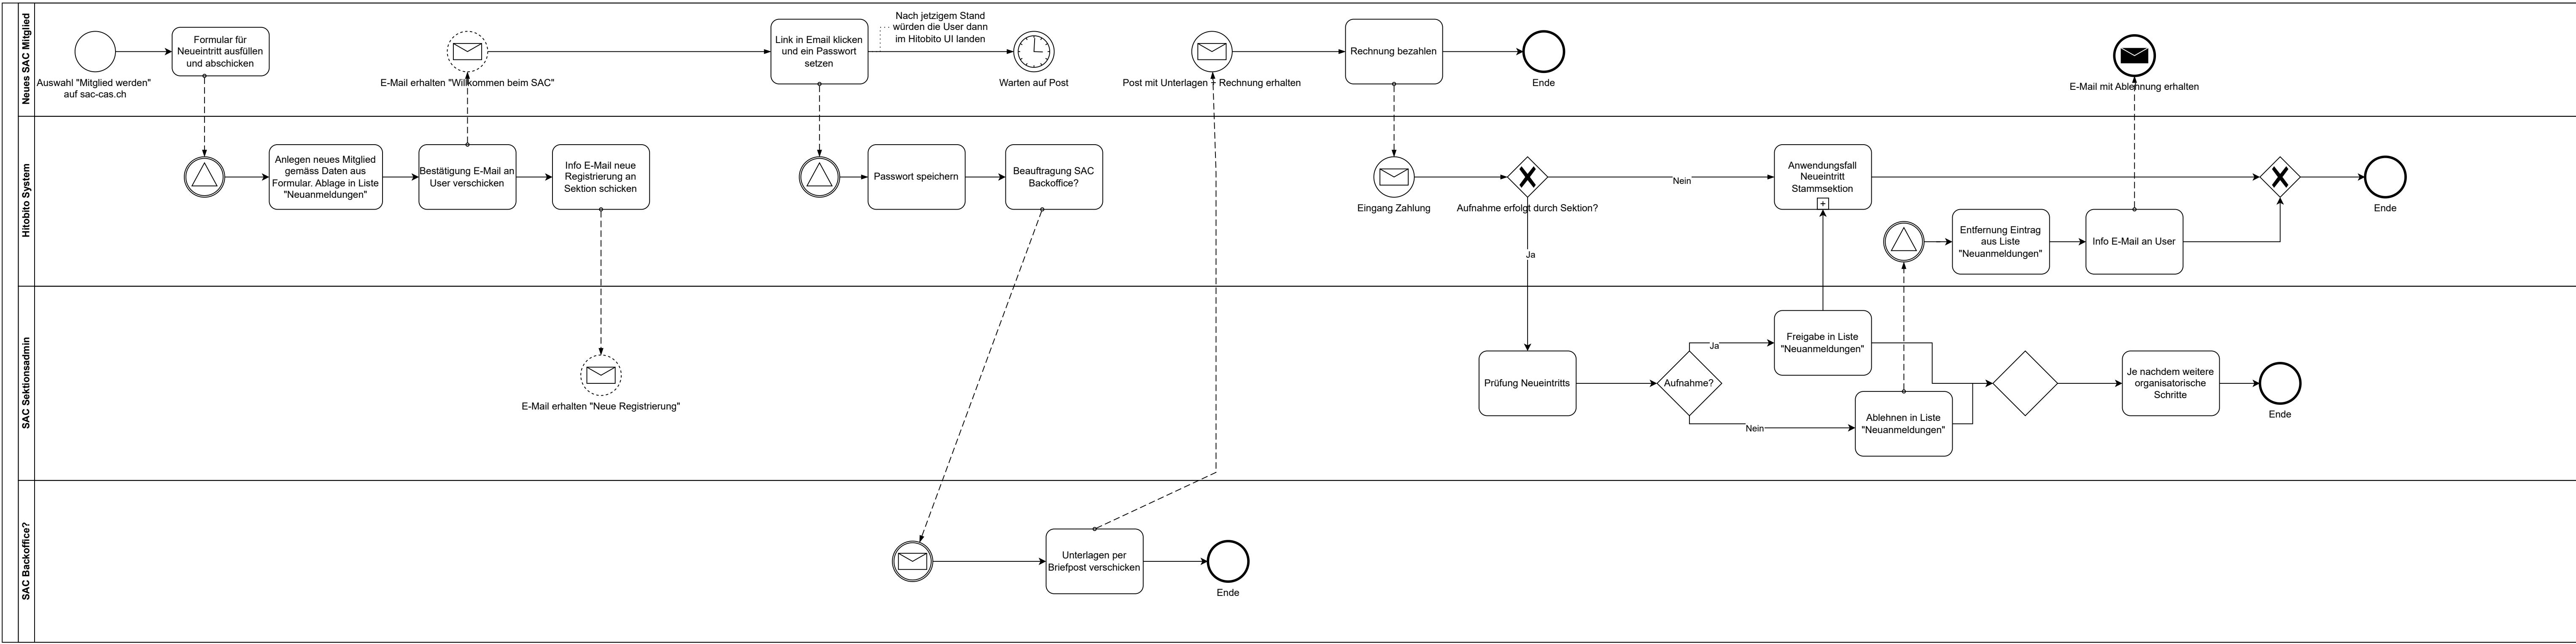 Neues SAC Mitglied
Auswahl "Mitglied werden"
auf sac-cas.ch
Formular für
Neueintritt ausfüllen
und abschicken
E-Mail erhalten "Willkommen beim SAC"
Link in Email klicken
und ein Passwort
setzen
Nach jetzigem Stand
würden die User dann
im Hitobito UI landen
Warten auf Post
Post mit Unterlagen + Rechnung erhalten
Rechnung bezahlen
Ende
E-Mail mit Ablehnung erhalten
Hitobito System
Anlegen neues Mitglied
gemäss Daten aus
Formular. Ablage in Liste
"Neuanmeldungen"
Bestätigung E-Mail an
User verschicken
Info E-Mail neue
Registrierung an
Sektion schicken
Passwort speichern
Beauftragung SAC
Backoffice?
Eingang Zahlung
Aufnahme erfolgt durch Sektion?
Nein
Ja
Anwendungsfall
Neueintritt
Stammsektion
Entfernung Eintrag
aus Liste
"Neuanmeldungen"
Info E-Mail an User
Ende
SAC Sektionsadmin
E-Mail erhalten "Neue Registrierung"
Prüfung Neueintritts
Aufnahme?
Ja
Nein
Freigabe in Liste
"Neuanmeldungen"
Ablehnen in Liste
"Neuanmeldungen"
Je nachdem weitere
organisatorische
Schritte
Ende
SAC Backoffice?
Unterlagen per
Briefpost verschicken
Ende